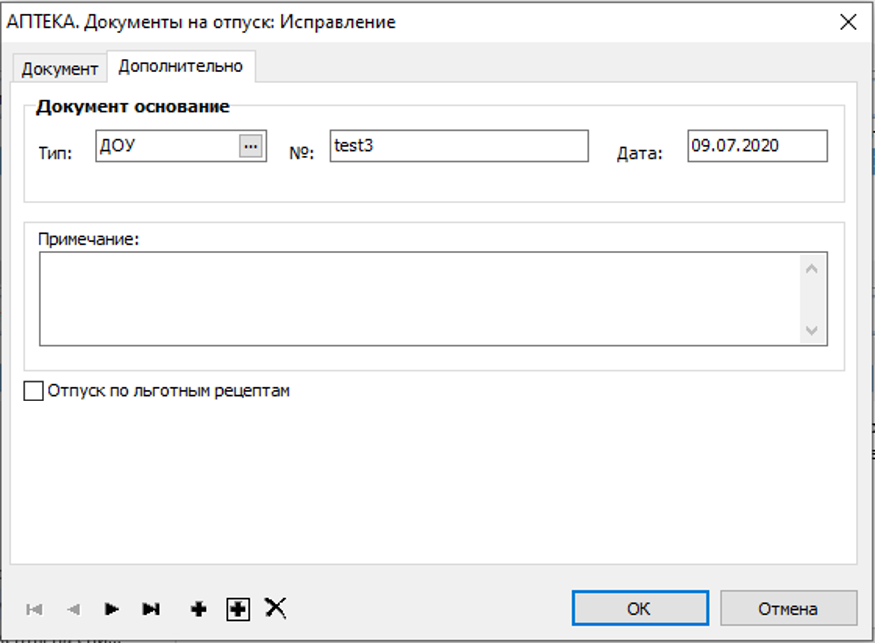 АПТЕКА. Документы на отпуск: Исправление
Документ Дополнительно
Документ основание
Тип: ДОУ ... №: test3 Дата: 09.07.2020
Примечание:
Отпуск по льготным рецептам
ОК Отмена